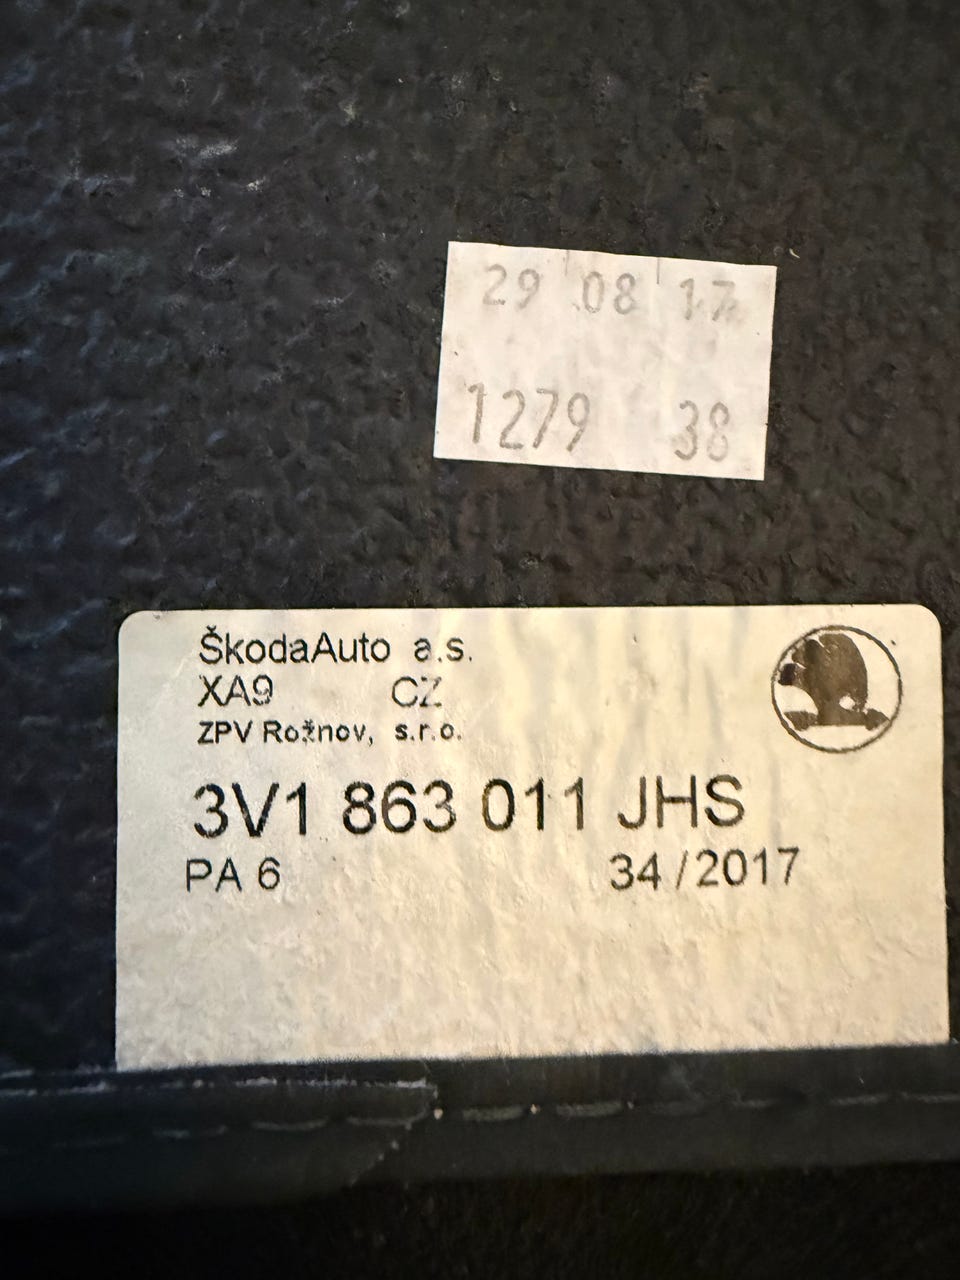 29 08 17
1279 38
ŠkodaAuto a.s.
XA9 CZ
ZPV Rožnov, s.r.o.
3V1 863 011 JHS
PA 6 34/2017